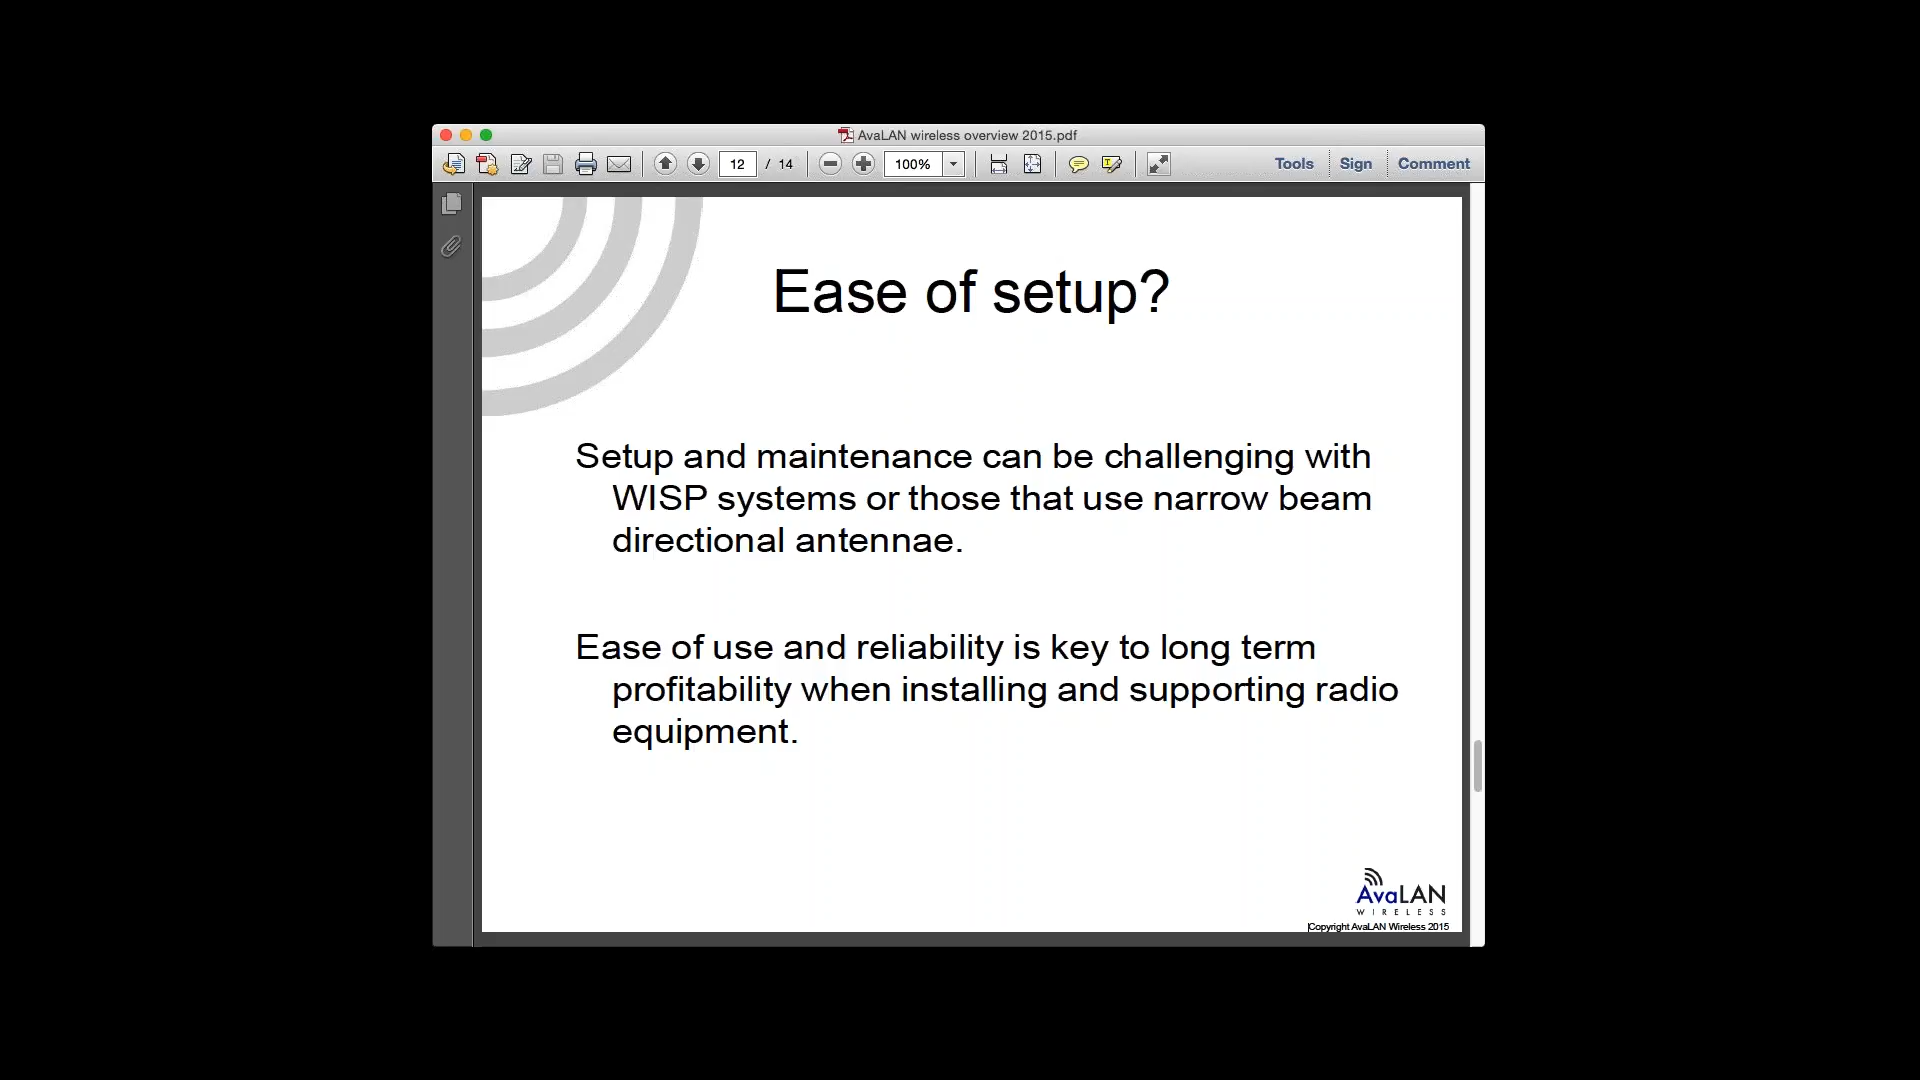 AvaLAN wireless overview 2015.pdf
12 / 14 100% Tools Sign Comment
Ease of setup?
Setup and maintenance can be challenging with
WISP systems or those that use narrow beam
directional antennae.
Ease of use and reliability is key to long term
profitability when installing and supporting radio
equipment.
AvaLAN
WIRELESS
Copyright AvaLAN Wireless 2015